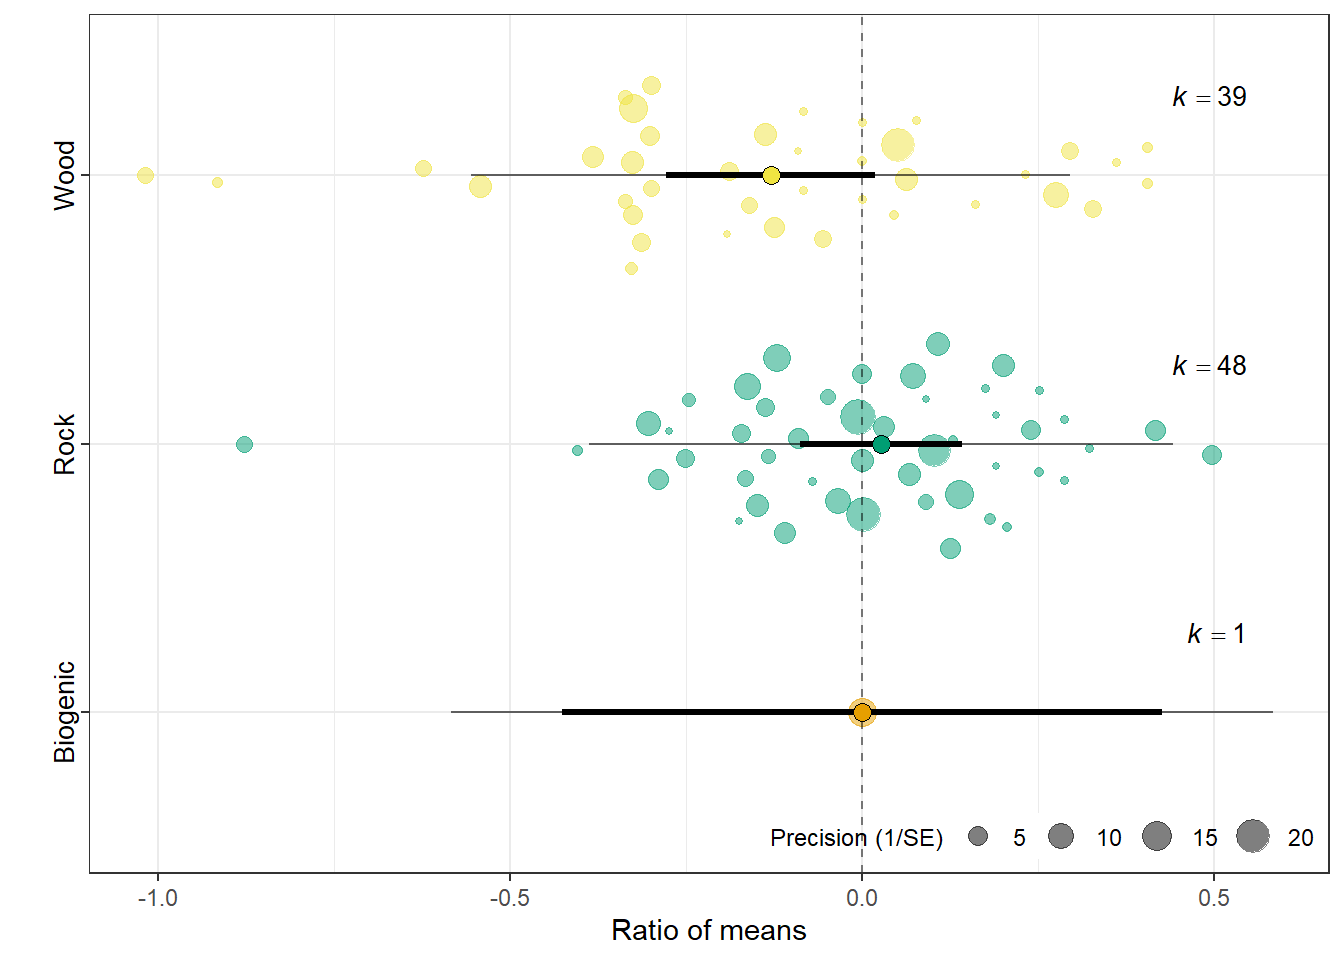 k = 39
Wood
k = 48
Rock
k = 1
Biogenic
Precision (1/SE) 5 10 15 20
-1.0 -0.5 0.0 0.5
Ratio of means